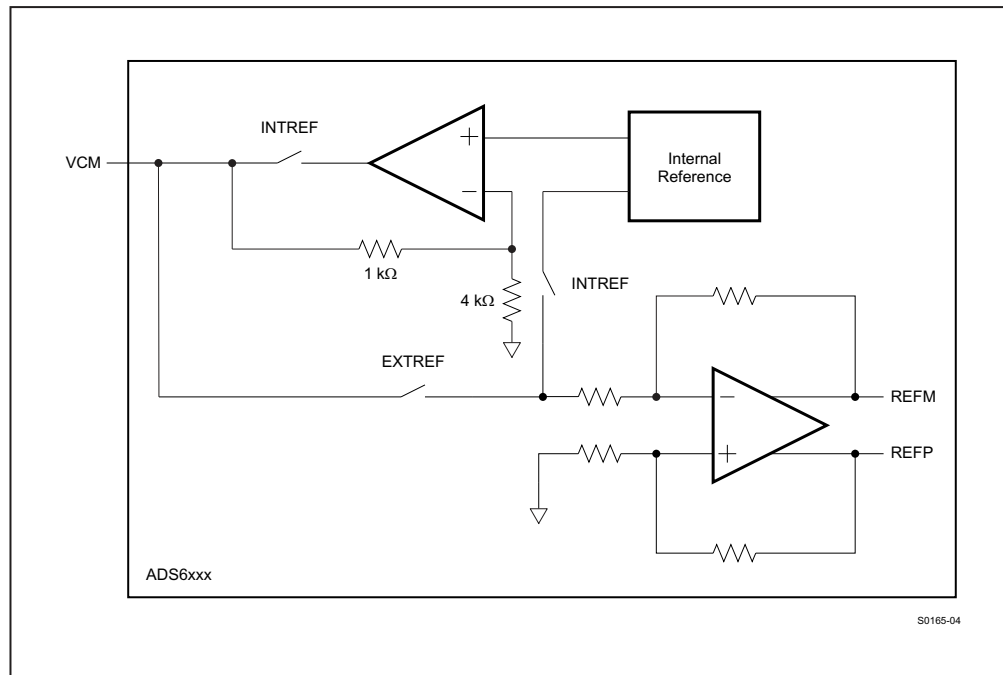 INTREF
VCM
+
−
Internal
Reference
1 kΩ
4 kΩ
INTREF
EXTREF
−
REFM
+
REFP
ADS6xxx
S0165-04